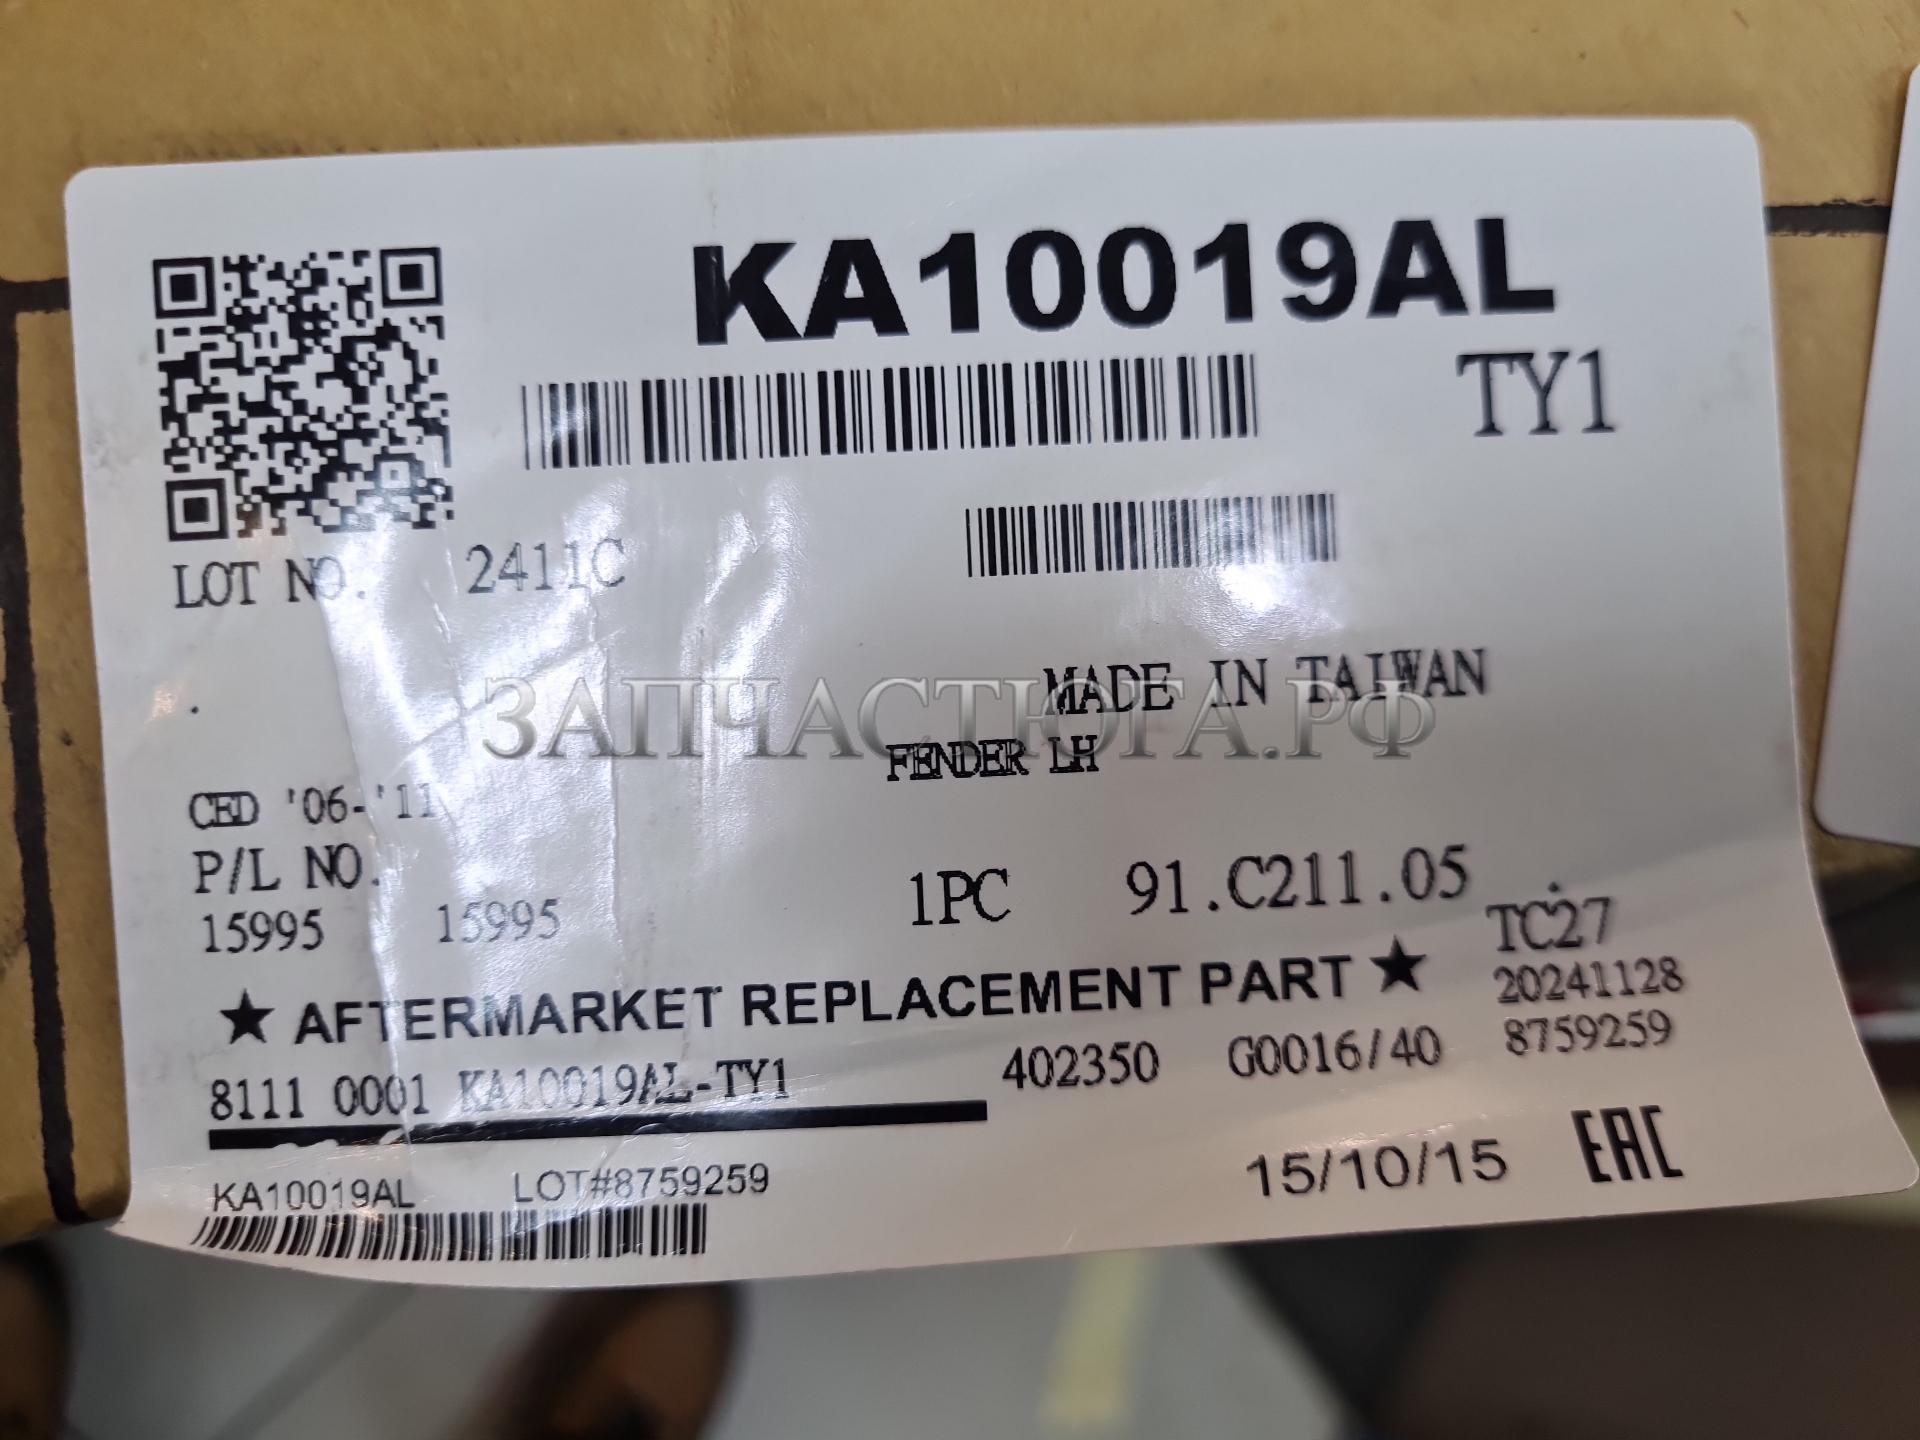 KA10019AL
TY1
LOT NO. 2411C
MADE IN TAIWAN
ЗАПЧАСТЮГА.РФ
FENDER LH
CED '06-'11
P/L NO.
1PC 91.C211.05
15995 15995
TC27
★ AFTERMARKET REPLACEMENT PART ★
20241128
8111 0001 KA10019AL-TY1 402350 G0016/40 8759259
KA10019AL LOT#8759259 15/10/15 EAC